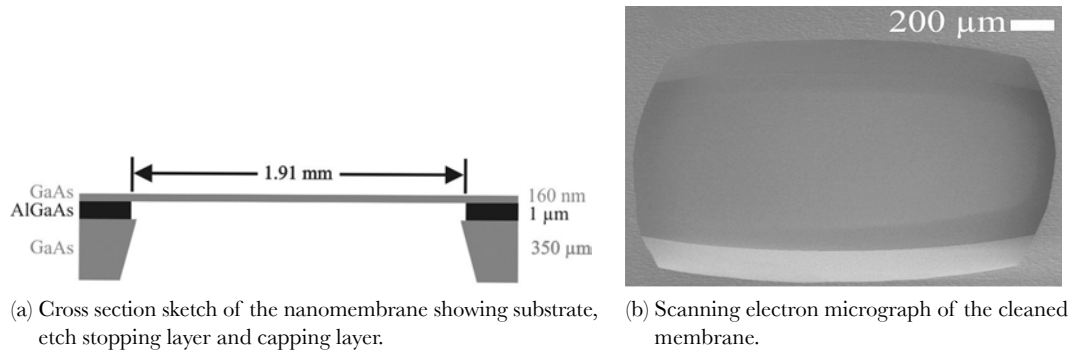 1.91 mm
GaAs
160 nm
AlGaAs
1 µm
GaAs
350 µm
200 µm
(a) Cross section sketch of the nanomembrane showing substrate,
etch stopping layer and capping layer.
(b) Scanning electron micrograph of the cleaned
membrane.